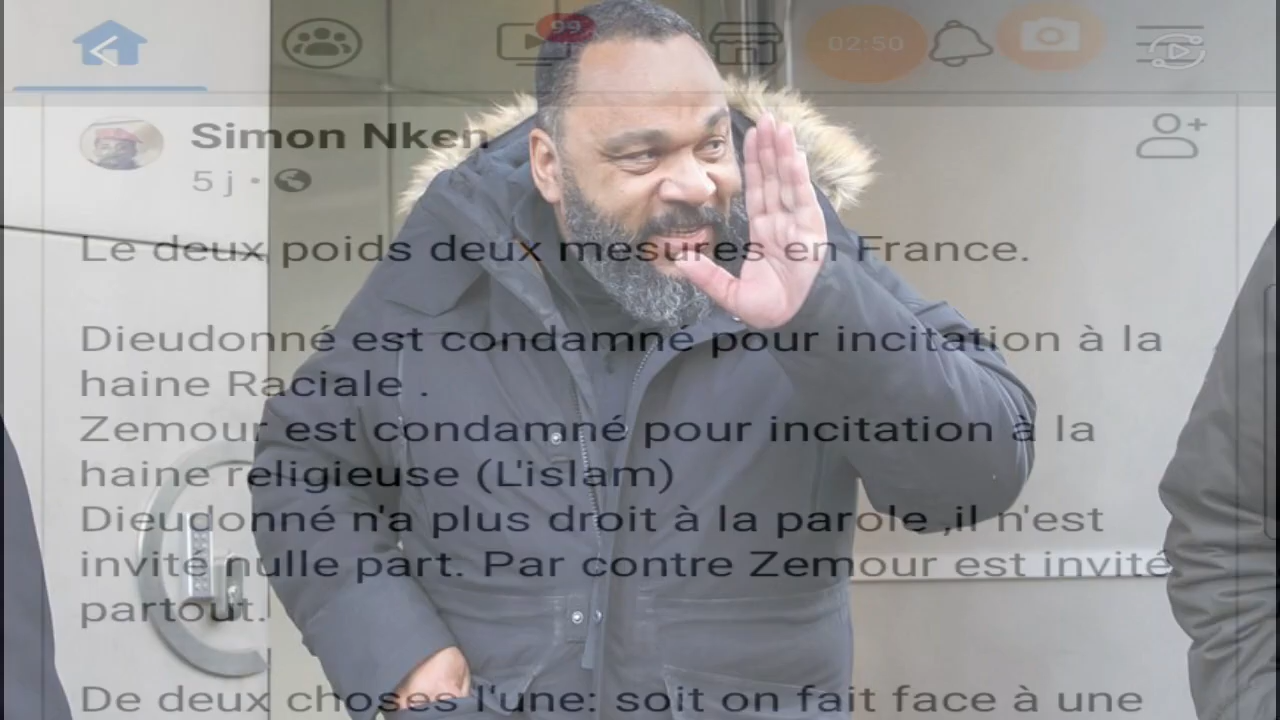 99
02:50
Simon Nken
5 j
Le deux poids deux mesures en France.
Dieudonné est condamné pour incitation à la
haine Raciale .
Zemour est condamné pour incitation à la
haine religieuse (L'islam)
Dieudonné n'a plus droit à la parole ,il n'est
invité nulle part. Par contre Zemour est invité
partout.
De deux choses l'une: soit on fait face à une